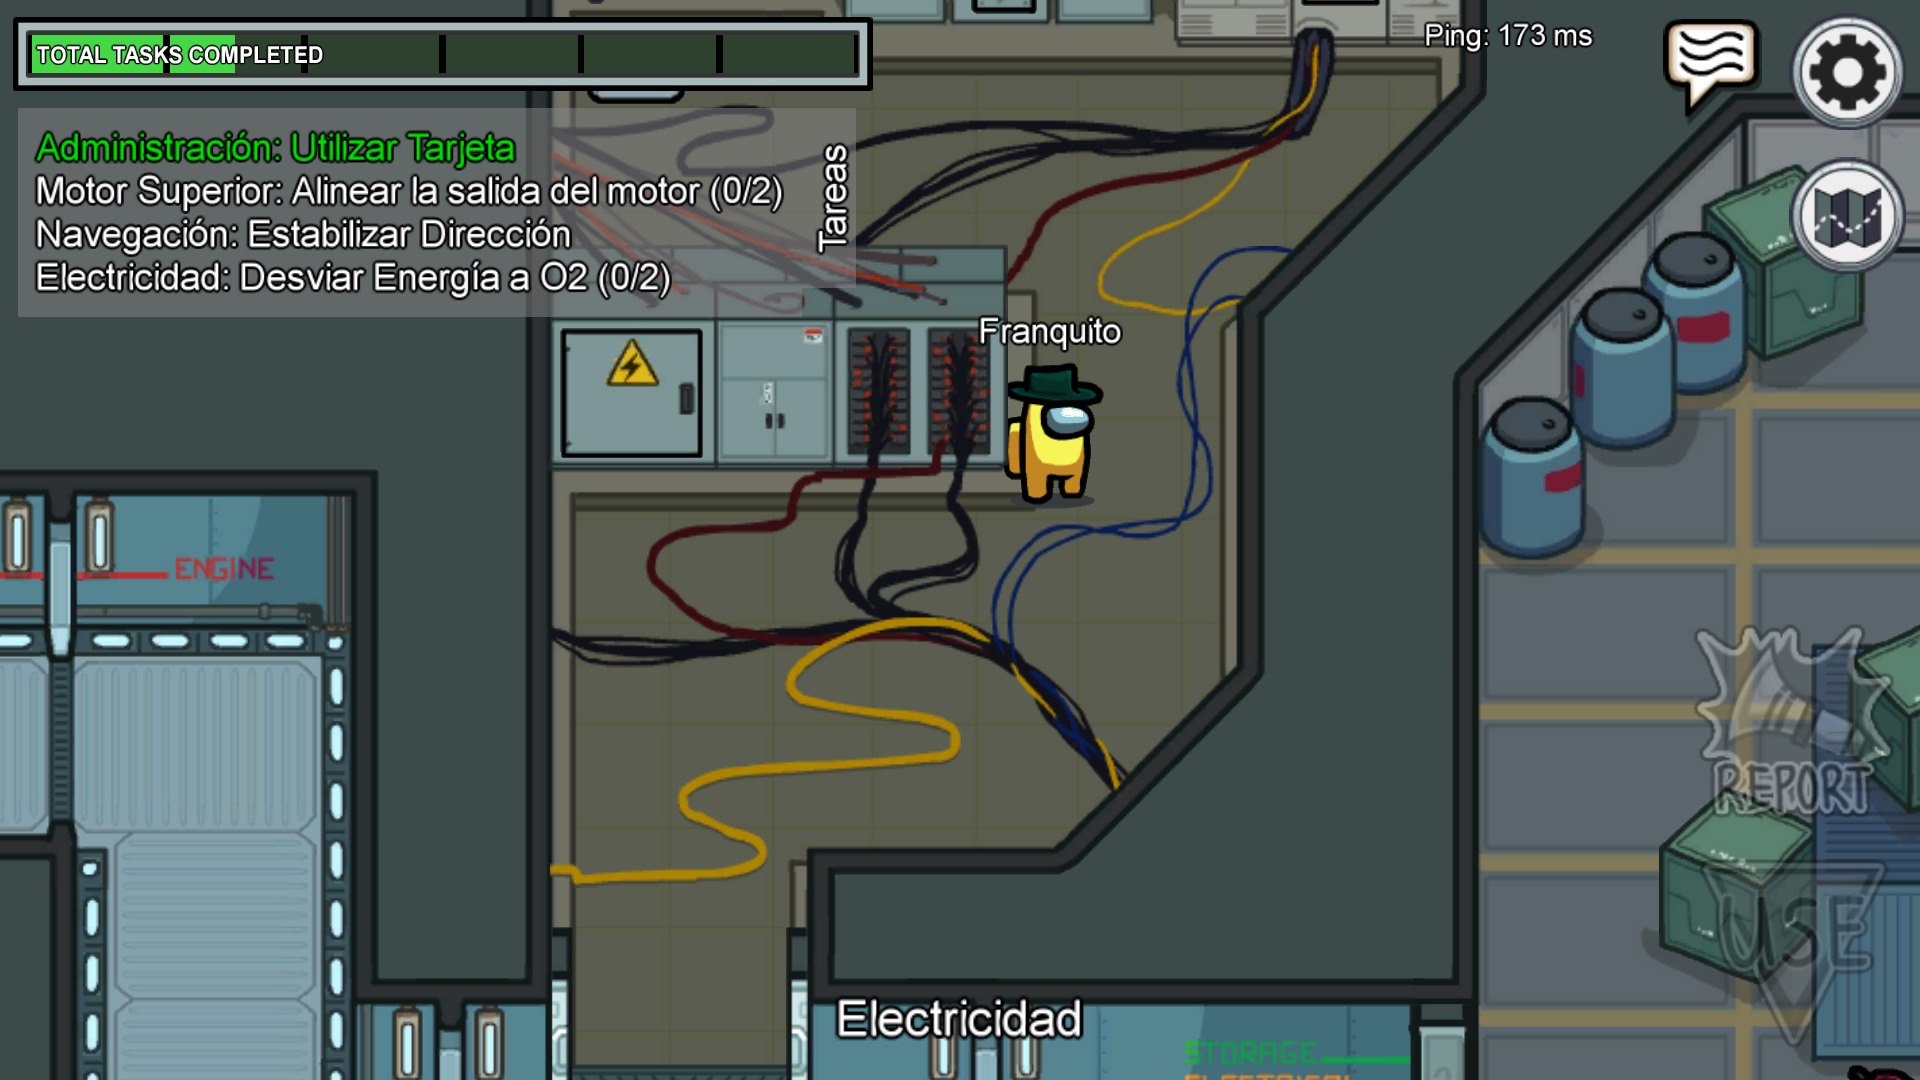 TOTAL TASKS COMPLETED
Ping: 173 ms
Administración: Utilizar Tarjeta
Motor Superior: Alinear la salida del motor (0/2)
Navegación: Estabilizar Dirección
Electricidad: Desviar Energía a O2 (0/2)
Tareas
Franquito
ENGINE
REPORT
USE
Electricidad
STORAGE
ELECTRICAL